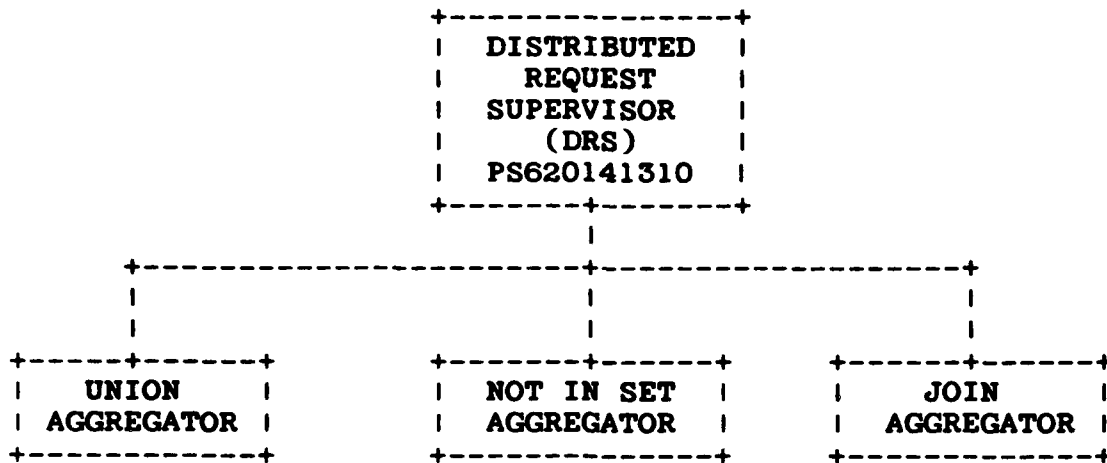 DISTRIBUTED
REQUEST
SUPERVISOR
(DRS)
PS620141310
UNION
AGGREGATOR
NOT IN SET
AGGREGATOR
JOIN
AGGREGATOR